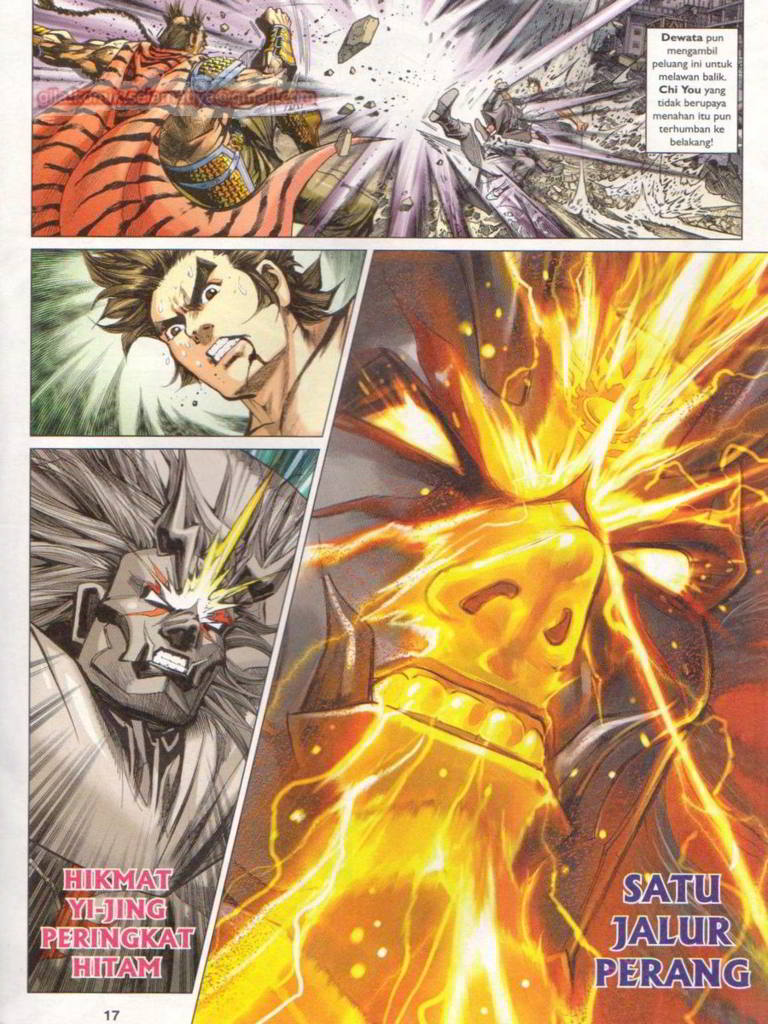 Dewata pun
mengambil
peluang ini untuk
melawan balik.
Chi You yang
tidak berupaya
menahan itu pun
terhumban ke
belakang!
HIKMAT
YI-JING
PERINGKAT
HITAM
SATU
JALUR
PERANG
17